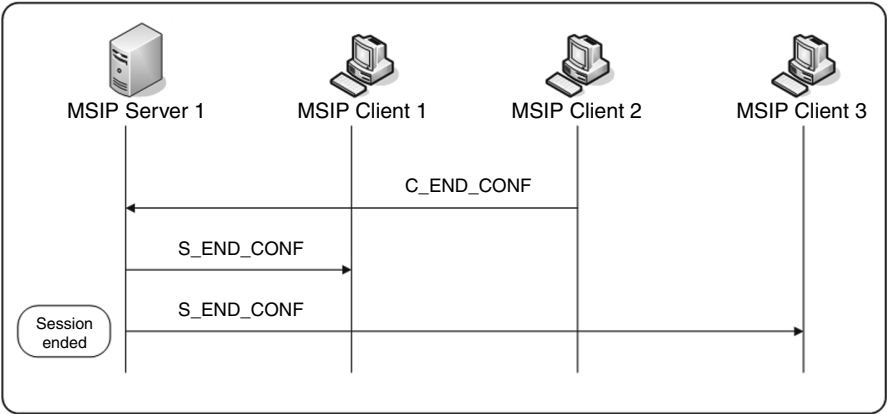 MSIP Server 1
MSIP Client 1
MSIP Client 2
MSIP Client 3
C_END_CONF
S_END_CONF
S_END_CONF
Session
ended